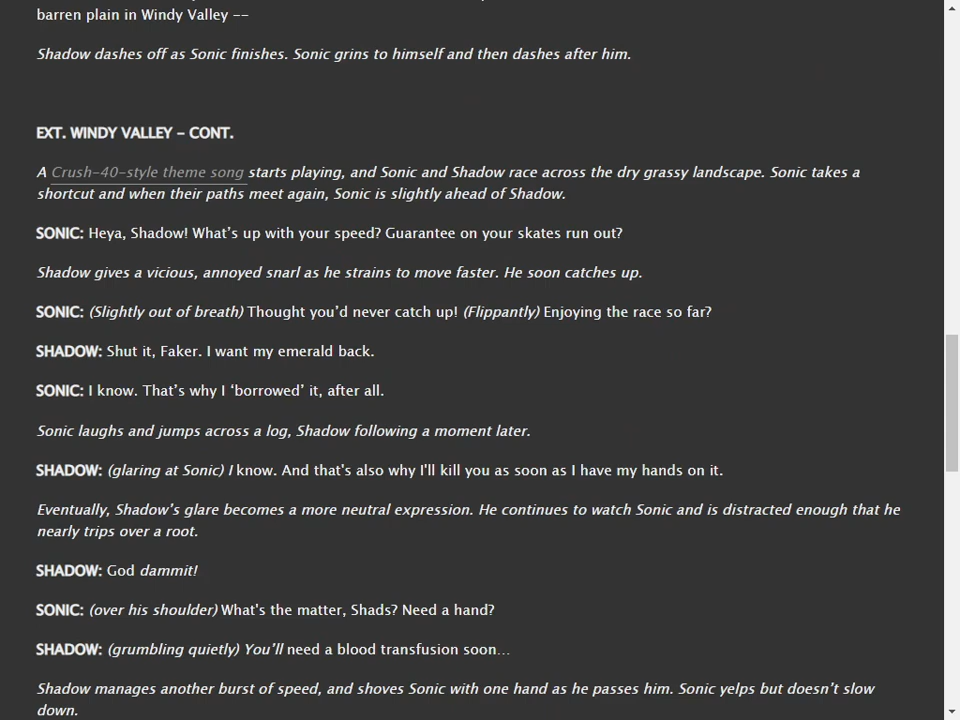 barren plain in Windy Valley --
Shadow dashes off as Sonic finishes. Sonic grins to himself and then dashes after him.
EXT. WINDY VALLEY – CONT.
A Crush-40-style theme song starts playing, and Sonic and Shadow race across the dry grassy landscape. Sonic takes a
shortcut and when their paths meet again, Sonic is slightly ahead of Shadow.
SONIC: Heya, Shadow! What’s up with your speed? Guarantee on your skates run out?
Shadow gives a vicious, annoyed snarl as he strains to move faster. He soon catches up.
SONIC: (Slightly out of breath) Thought you’d never catch up! (Flippantly) Enjoying the race so far?
SHADOW: Shut it, Faker. I want my emerald back.
SONIC: I know. That’s why I ‘borrowed’ it, after all.
Sonic laughs and jumps across a log, Shadow following a moment later.
SHADOW: (glaring at Sonic) I know. And that's also why I'll kill you as soon as I have my hands on it.
Eventually, Shadow’s glare becomes a more neutral expression. He continues to watch Sonic and is distracted enough that he
nearly trips over a root.
SHADOW: God dammit!
SONIC: (over his shoulder) What's the matter, Shads? Need a hand?
SHADOW: (grumbling quietly) You’ll need a blood transfusion soon…
Shadow manages another burst of speed, and shoves Sonic with one hand as he passes him. Sonic yelps but doesn’t slow
down.